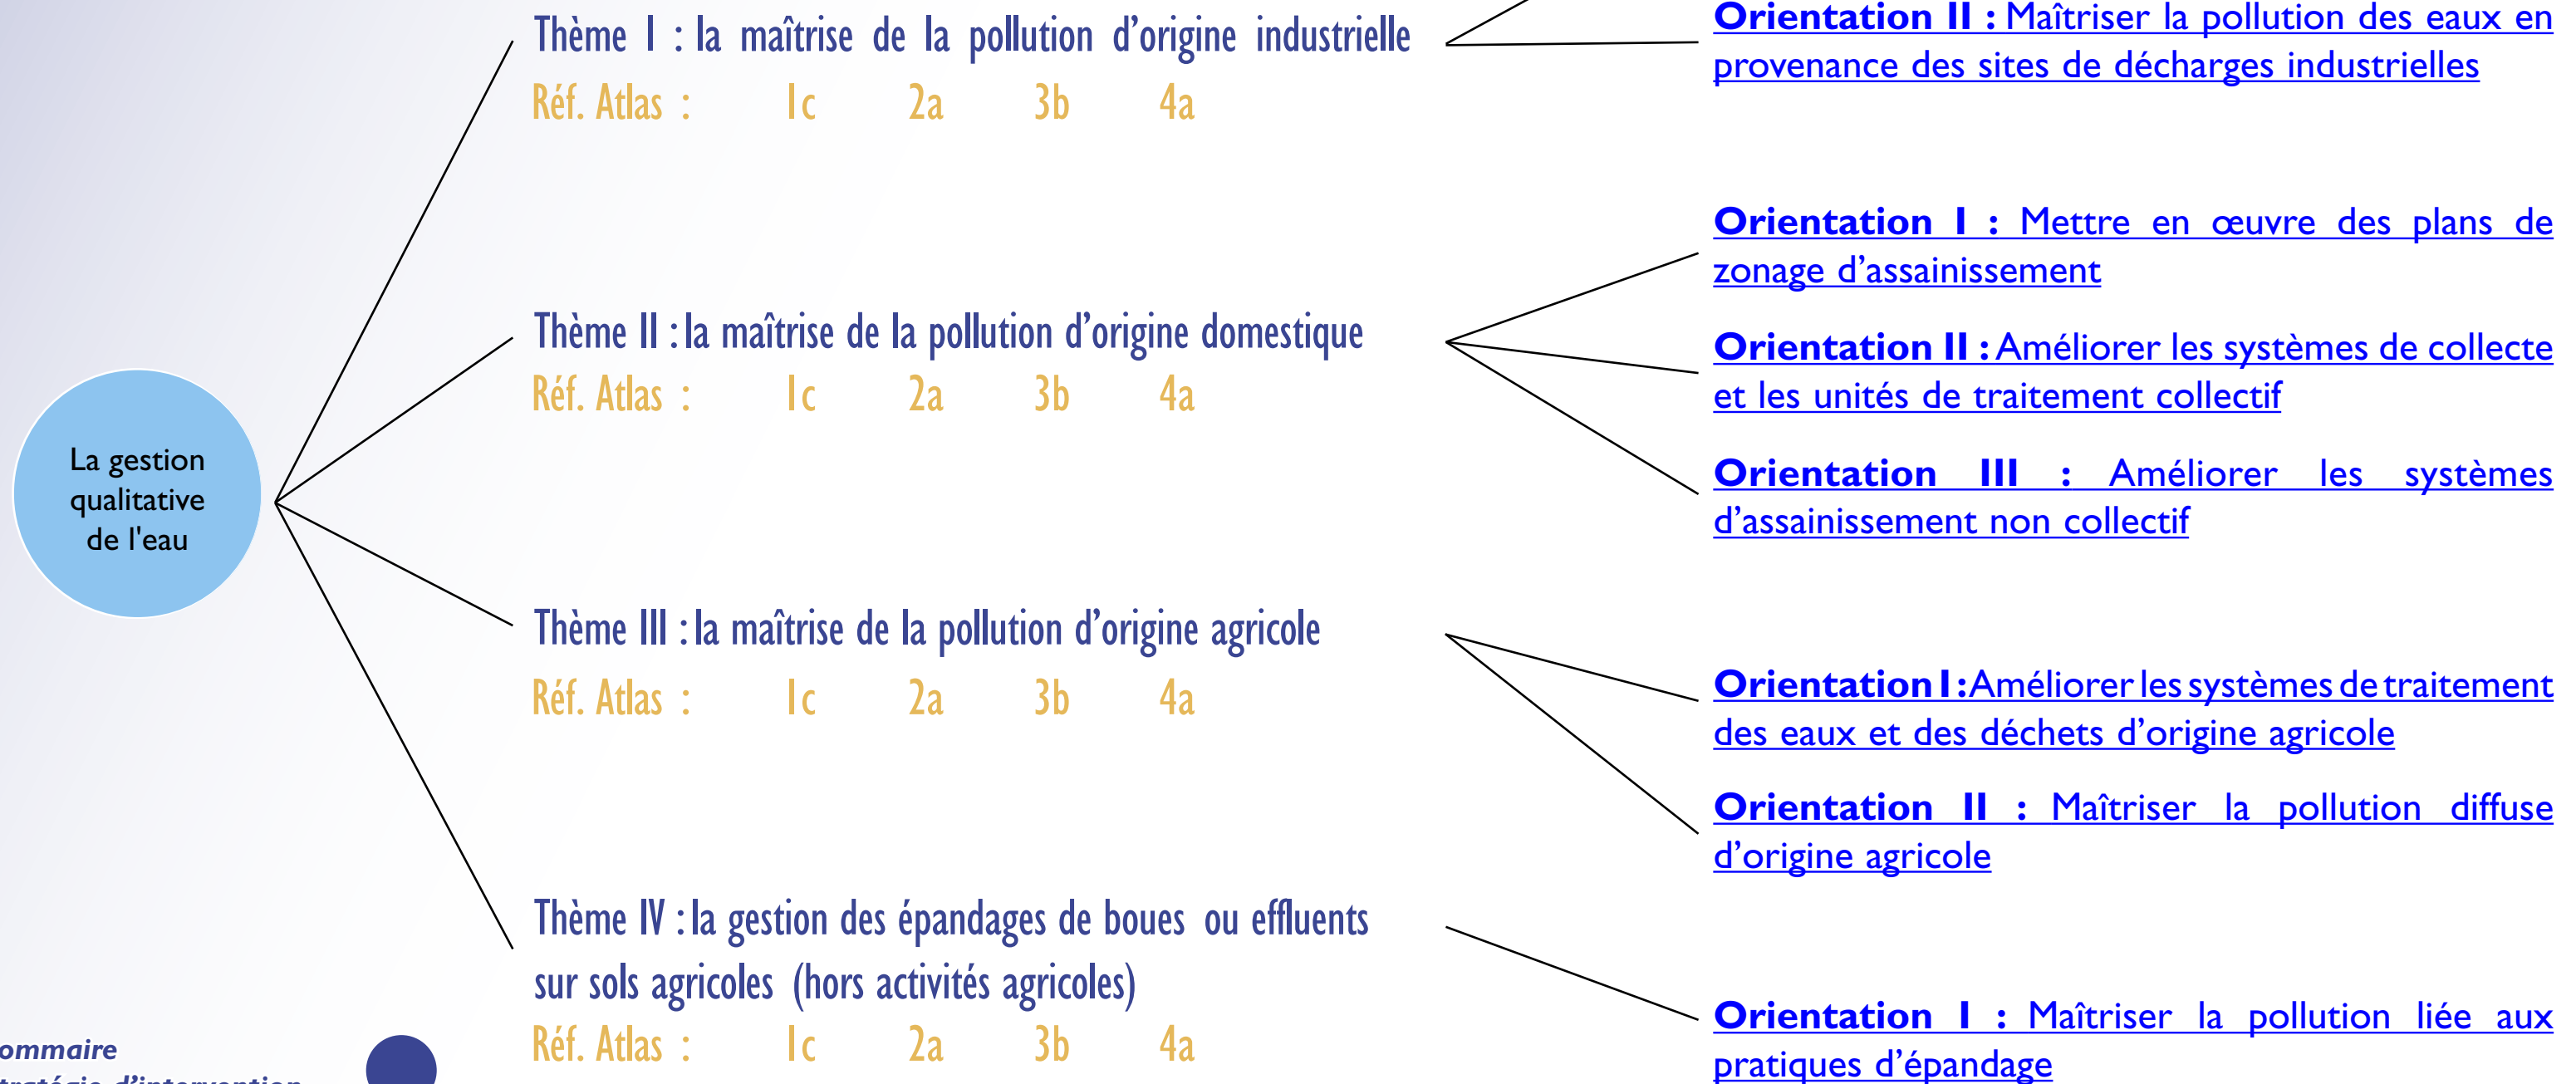 Thème I : la maîtrise de la pollution d’origine industrielle
Réf. Atlas : 1c 2a 3b 4a
Orientation II : Maîtriser la pollution des eaux en
provenance des sites de décharges industrielles
La gestion
qualitative
de l'eau
Thème II : la maîtrise de la pollution d’origine domestique
Réf. Atlas : 1c 2a 3b 4a
Orientation I : Mettre en œuvre des plans de
zonage d’assainissement
Orientation II : Améliorer les systèmes de collecte
et les unités de traitement collectif
Orientation III : Améliorer les systèmes
d’assainissement non collectif
Thème III : la maîtrise de la pollution d’origine agricole
Réf. Atlas : 1c 2a 3b 4a
Orientation I : Améliorer les systèmes de traitement
des eaux et des déchets d’origine agricole
Orientation II : Maîtriser la pollution diffuse
d’origine agricole
Thème IV : la gestion des épandages de boues ou effluents
sur sols agricoles (hors activités agricoles)
Réf. Atlas : 1c 2a 3b 4a
Orientation I : Maîtriser la pollution liée aux
pratiques d’épandage
ommaire
tratégie d’intervention